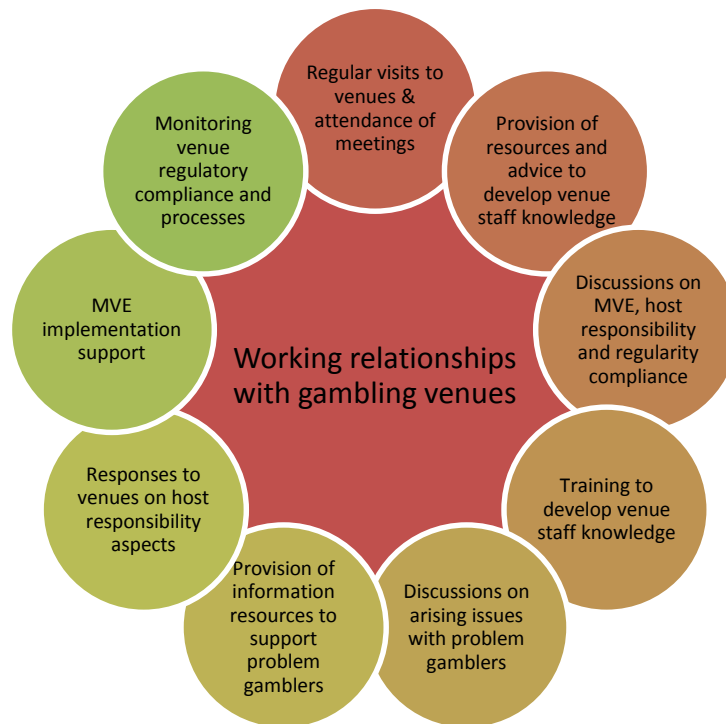 Regular visits to
venues &
attendance of
meetings
Provision of
resources and
advice to
develop venue
staff knowledge
Discussions on
MVE, host
responsibility
and regularity
compliance
Training to
develop venue
staff knowledge
Discussions on
arising issues
with problem
gamblers
Provision of
information
resources to
support
problem
gamblers
Responses to
venues on host
responsibility
aspects
MVE
implementation
support
Monitoring
venue
regulatory
compliance and
processes
Working relationships
with gambling venues